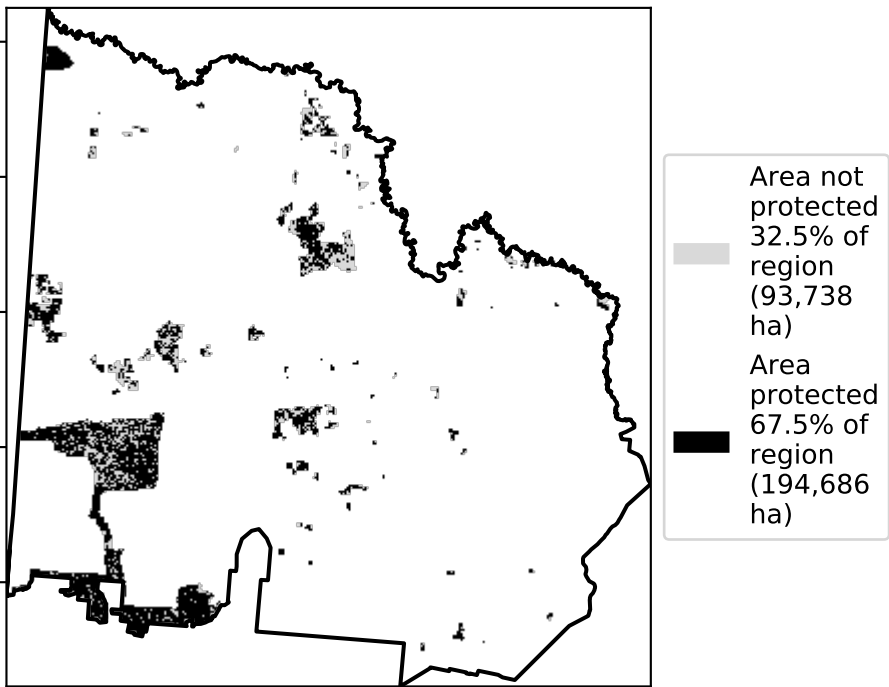 Area not
protected
32.5% of
region
(93,738
ha)
Area
protected
67.5% of
region
(194,686
ha)